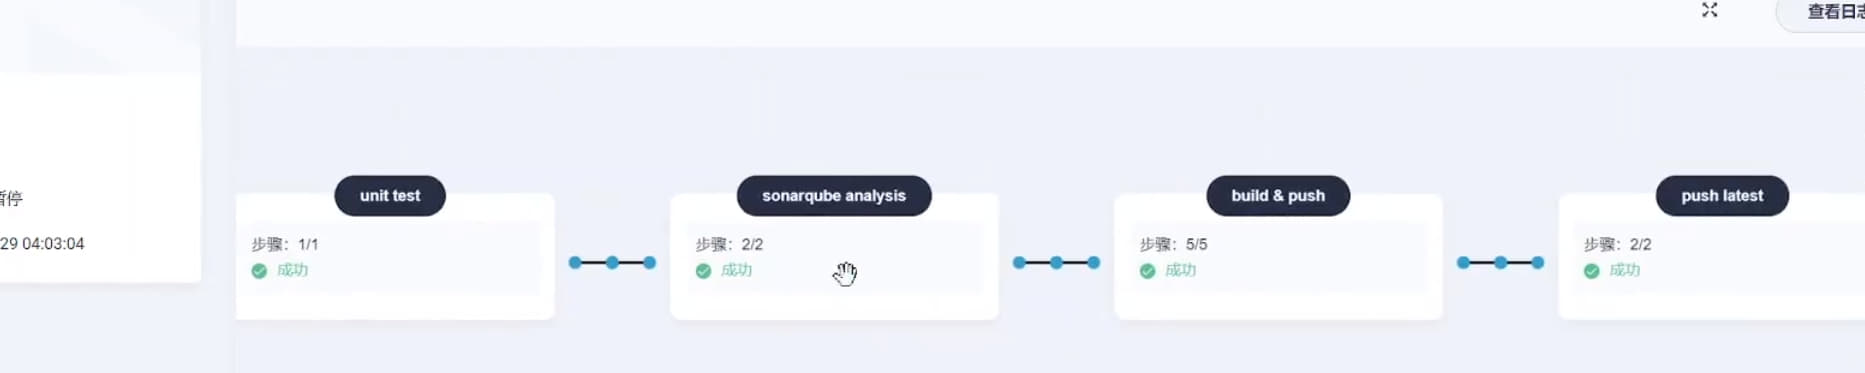 查看日志
unit test
sonarqube analysis
build & push
push latest
暂停
步骤：1/1
步骤：2/2
步骤：5/5
步骤：2/2
29 04:03:04
成功
成功
成功
成功